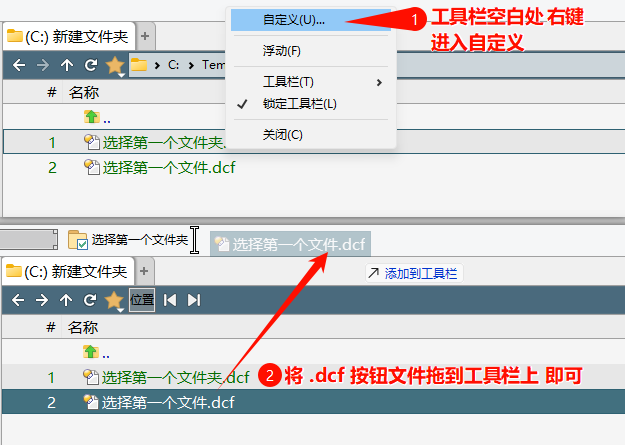 自定义(U)...
1 工具栏空白处 右键
进入自定义
(C:) 新建文件夹 +
浮动(F)
C: Tem
工具栏(T)
# 名称
锁定工具栏(L)
..
关闭(C)
1 选择第一个文件夹.
2 选择第一个文件.dcf
选择第一个文件夹
选择第一个文件.dcf
(C:) 新建文件夹 +
添加到工具栏
位置
# 名称
..
1 选择第一个文件夹.dcf
2 将 .dcf 按钮文件拖到工具栏上 即可
2 选择第一个文件.dcf